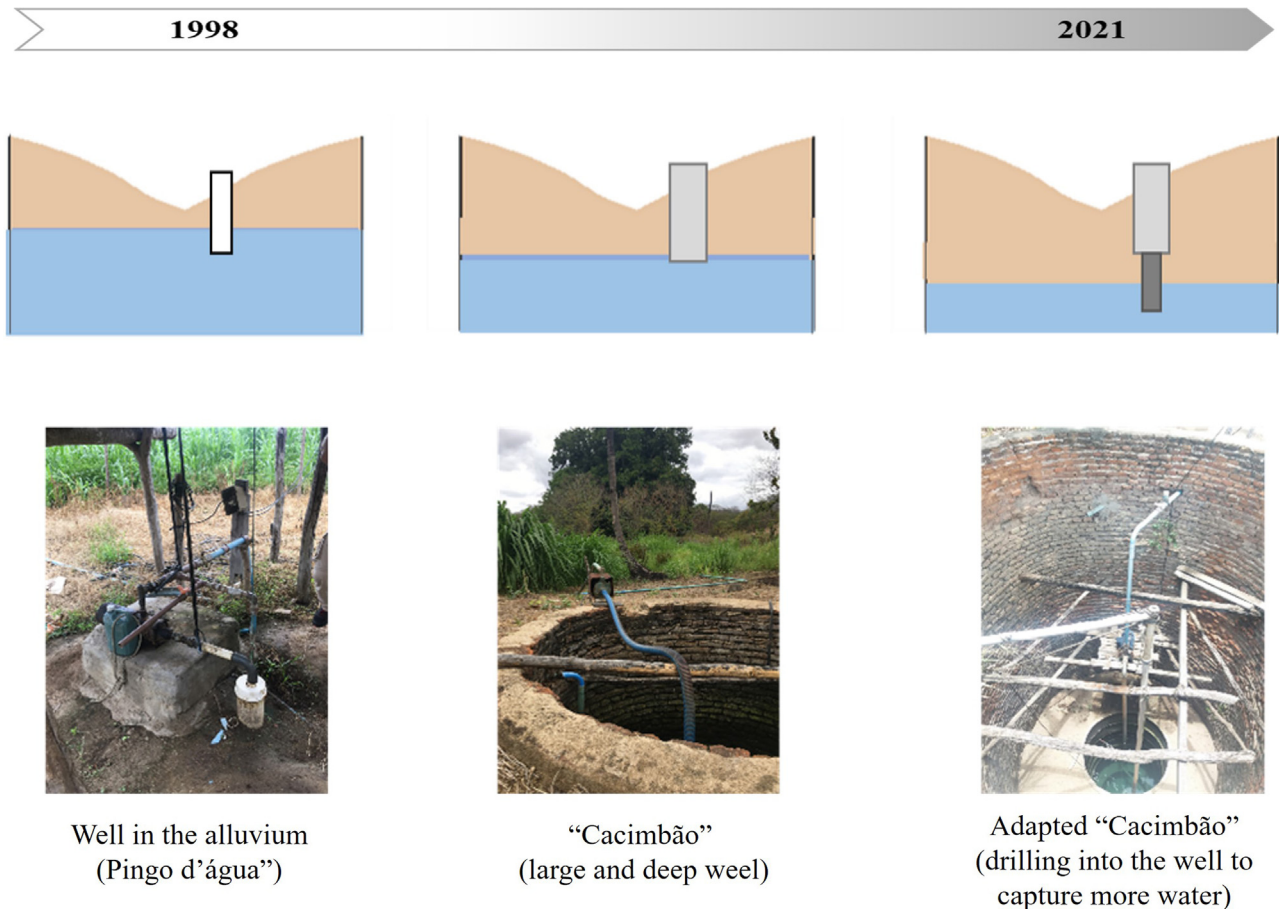 1998
2021
Well in the alluvium
(Pingo d’água”)
“Cacimbão”
(large and deep weel)
Adapted “Cacimbão”
(drilling into the well to
capture more water)